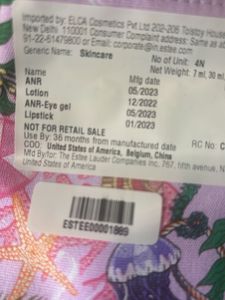 Imported by: ELCA Cosmetics Pvt Ltd 202-206 Tolstoy House
New Delhi 110001 Consumer Complaint address: Same as ab
91-22-61479800 Email: corporate@in.estee.com
Generic Name: Skincare
No of Unit: 4N
Net Weight: 7 ml, 30 ml,
Name Mfg date
ANR 05/2023
Lotion 12/2022
ANR-Eye gel 05/2023
Lipstick 01/2023
NOT FOR RETAIL SALE
Use By: 36 months from manufactured date
RC No: C
COO: United States of America, Belgium, China
Mfg By/for: The Estee Lauder Companies Inc, 767, fifth avenue, N
United States of America
ESTEE00001889